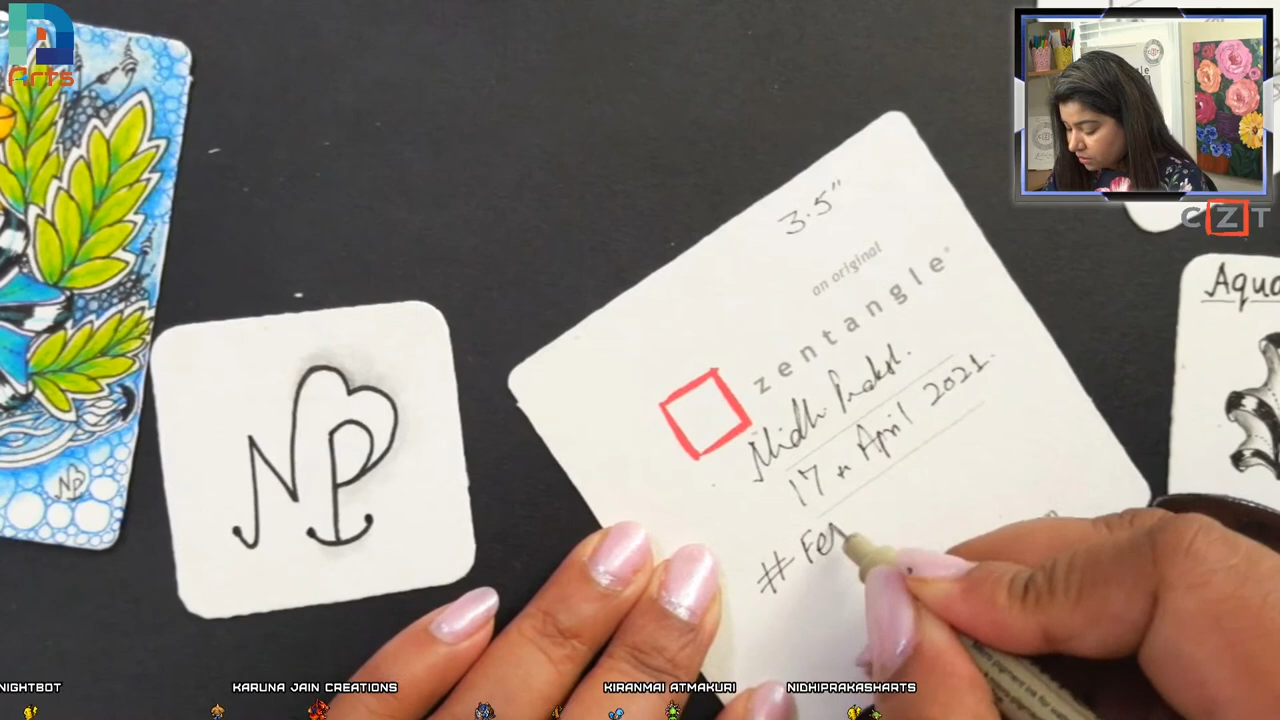 Arts
3.5"
an original
zentangle
Nidhi Prakash.
17th April 2021.
# Fer
NP
NP
CZT
Aqua
NIGHTBOT
KARUNA JAIN CREATIONS
KIRANMAI ATMAKURI
NIDHIPRAKASHARTS